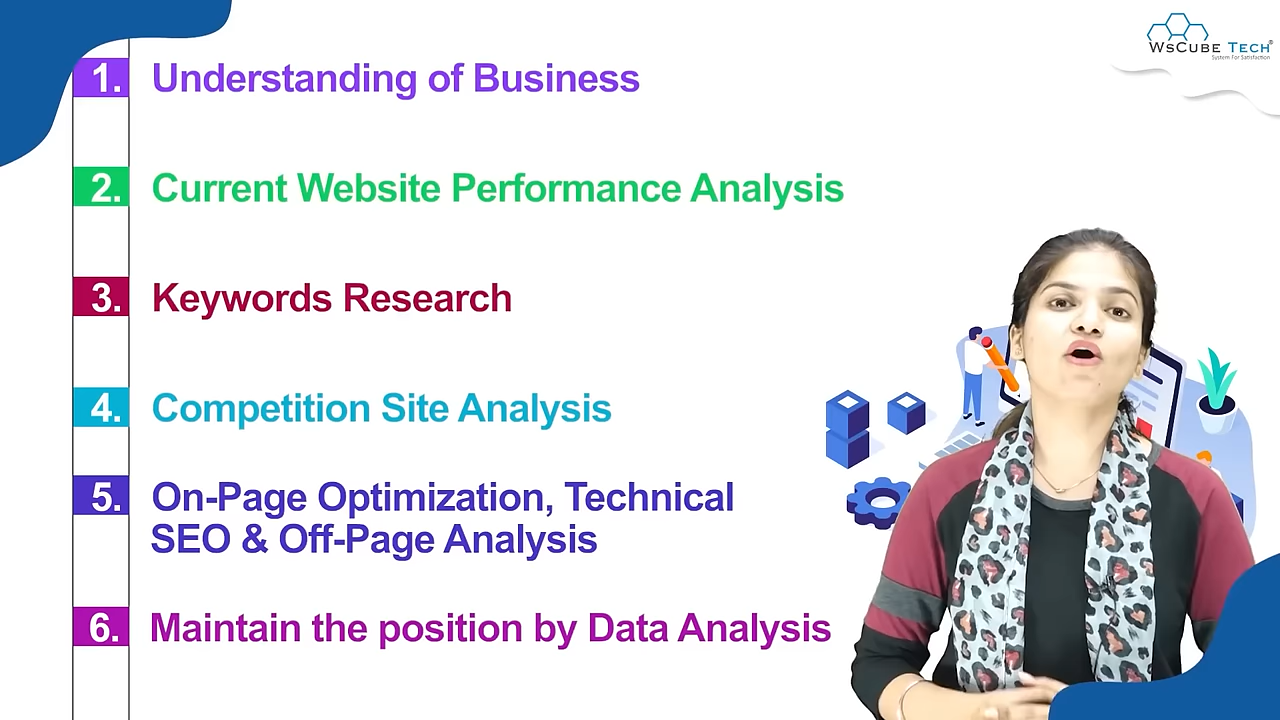 WsCube Tech®
System For Satisfaction
1. Understanding of Business
2. Current Website Performance Analysis
3. Keywords Research
4. Competition Site Analysis
5. On-Page Optimization, Technical
SEO & Off-Page Analysis
6. Maintain the position by Data Analysis